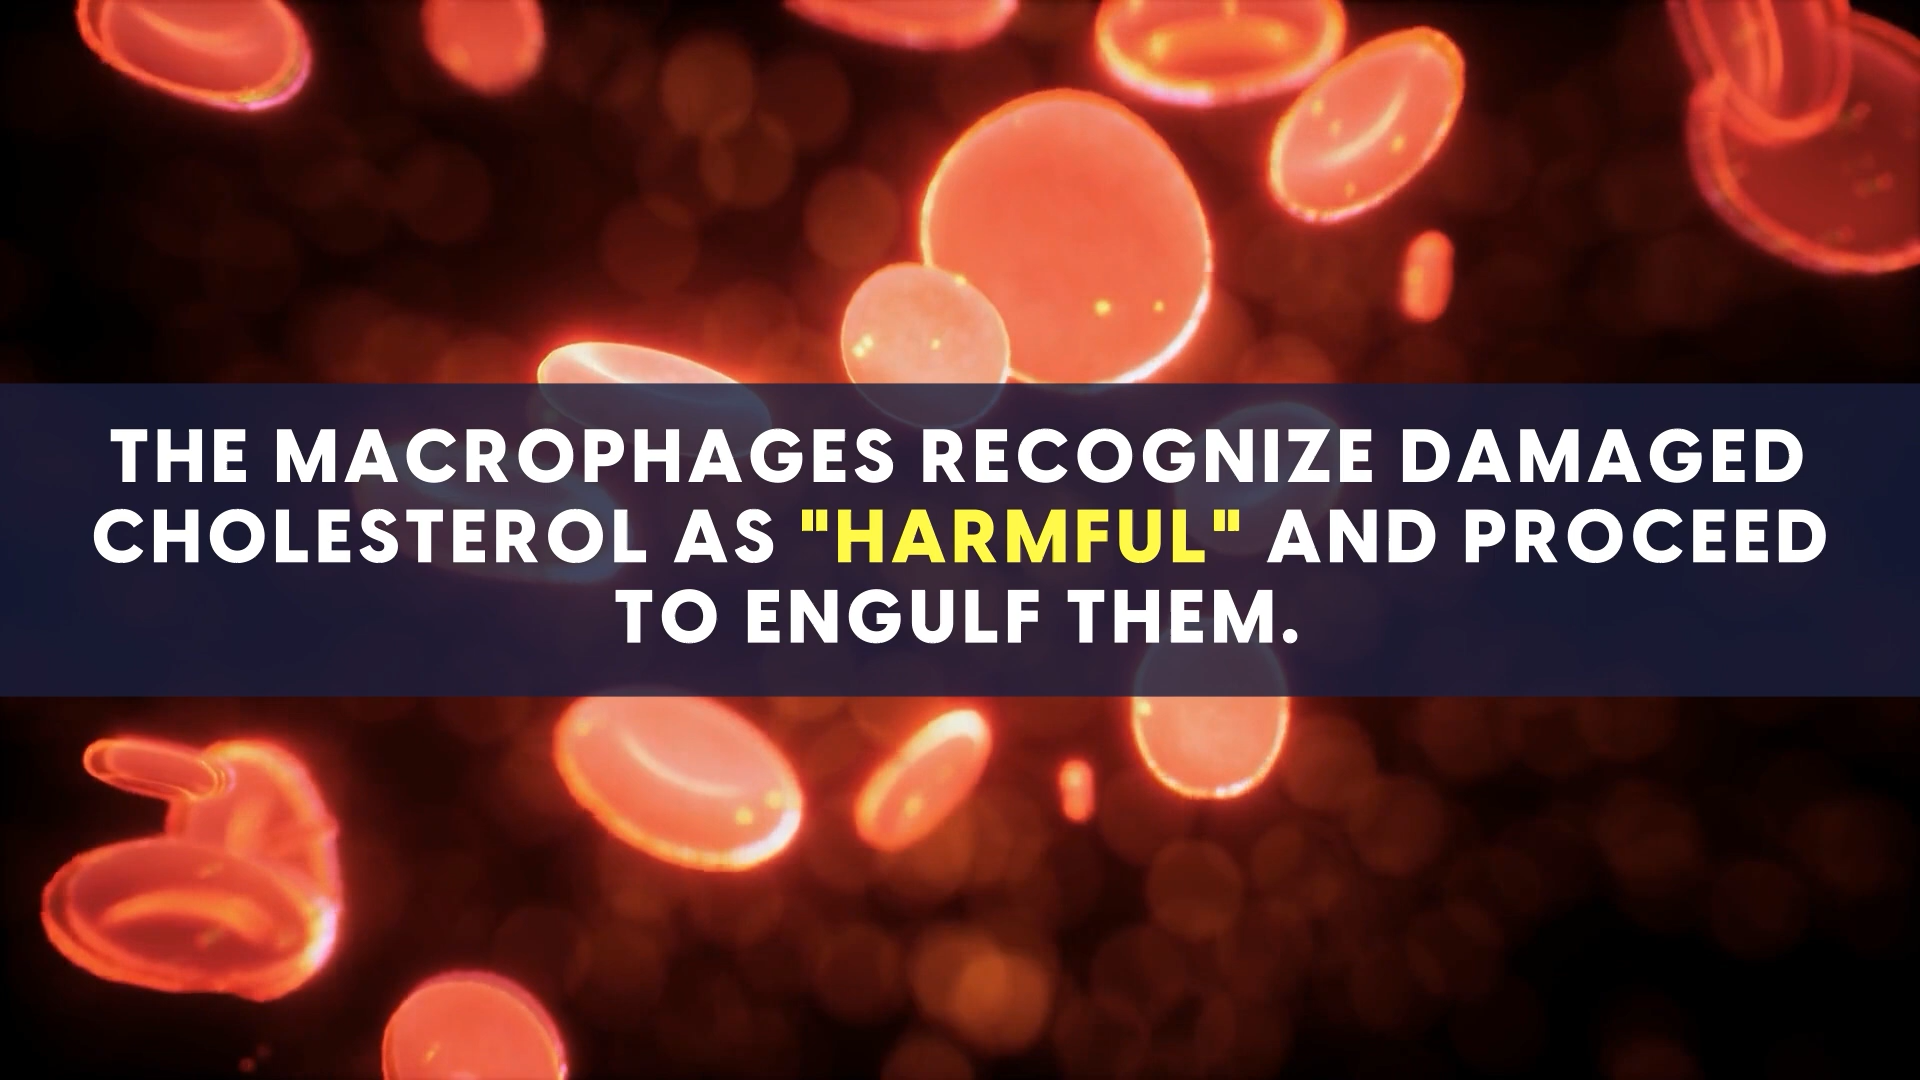 THE MACROPHAGES RECOGNIZE DAMAGED
CHOLESTEROL AS "HARMFUL" AND PROCEED
TO ENGULF THEM.